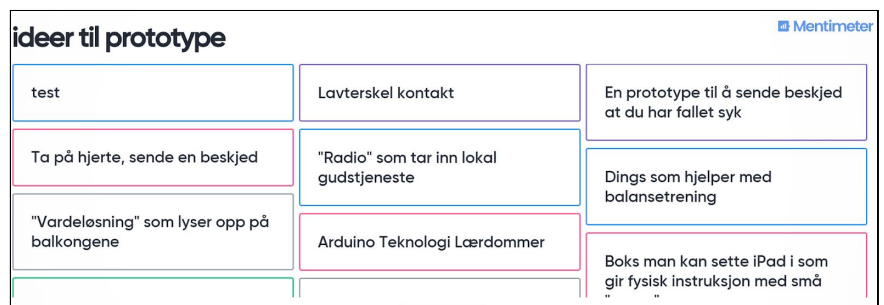 ideer til prototype
Mentimeter
test
Ta på hjerte, sende en beskjed
"Vardeløsning" som lyser opp på
balkongene
Lavterskel kontakt
"Radio" som tar inn lokal
gudstjeneste
Arduino Teknologi Lærdommer
En prototype til å sende beskjed
at du har fallet syk
Dings som hjelper med
balansetrening
Boks man kan sette iPad i som
gir fysisk instruksjon med små